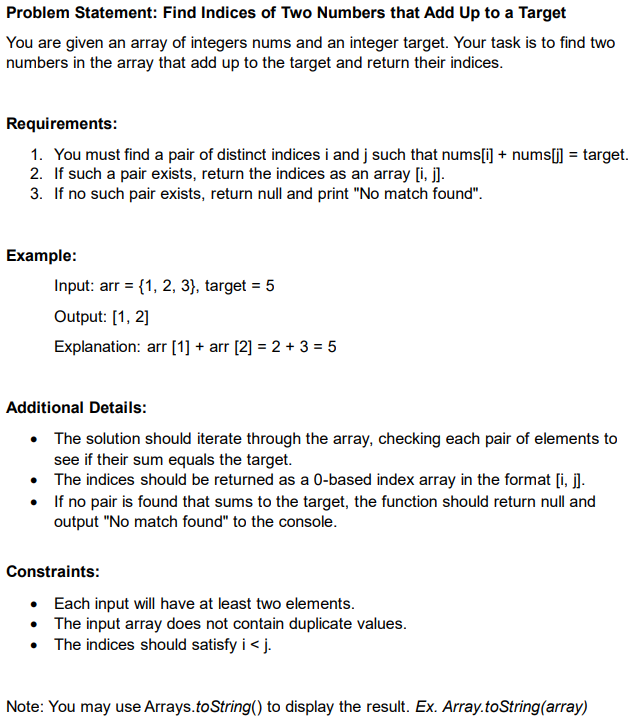 Problem Statement: Find Indices of Two Numbers that Add Up to a Target
You are given an array of integers nums and an integer target. Your task is to find two
numbers in the array that add up to the target and return their indices.
Requirements:
1. You must find a pair of distinct indices i and j such that nums[i] + nums[j] = target.
2. If such a pair exists, return the indices as an array [i, j].
3. If no such pair exists, return null and print "No match found".
Example:
Input: arr = {1, 2, 3}, target = 5
Output: [1, 2]
Explanation: arr [1] + arr [2] = 2 + 3 = 5
Additional Details:
• The solution should iterate through the array, checking each pair of elements to
see if their sum equals the target.
• The indices should be returned as a 0-based index array in the format [i, j].
• If no pair is found that sums to the target, the function should return null and
output "No match found" to the console.
Constraints:
• Each input will have at least two elements.
• The input array does not contain duplicate values.
• The indices should satisfy i < j.
Note: You may use Arrays.toString() to display the result. Ex. Array.toString(array)